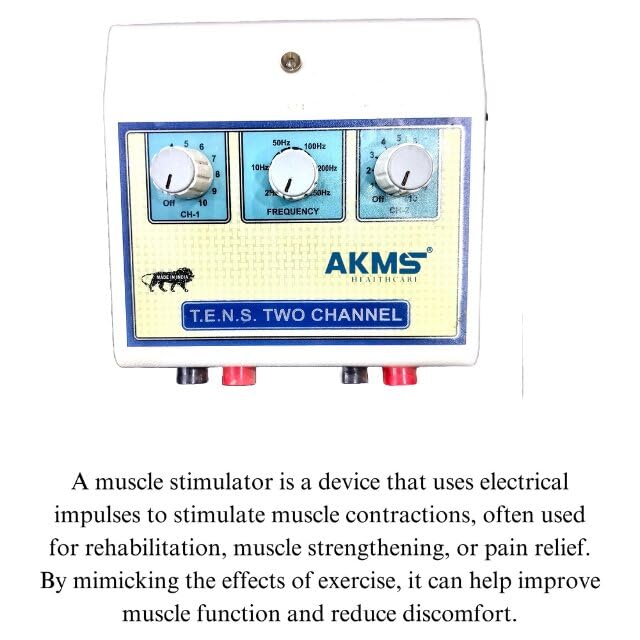 4 5 6
7
8
9
Off 10
CH-1
50Hz 100Hz
10Hz 200Hz
2Hz 250Hz
FREQUENCY
4 5
3
2
Off 10
CH-2
MADE IN INDIA
AKMS®
HEALTHCARE
T.E.N.S. TWO CHANNEL
A muscle stimulator is a device that uses electrical
impulses to stimulate muscle contractions, often used
for rehabilitation, muscle strengthening, or pain relief.
By mimicking the effects of exercise, it can help improve
muscle function and reduce discomfort.